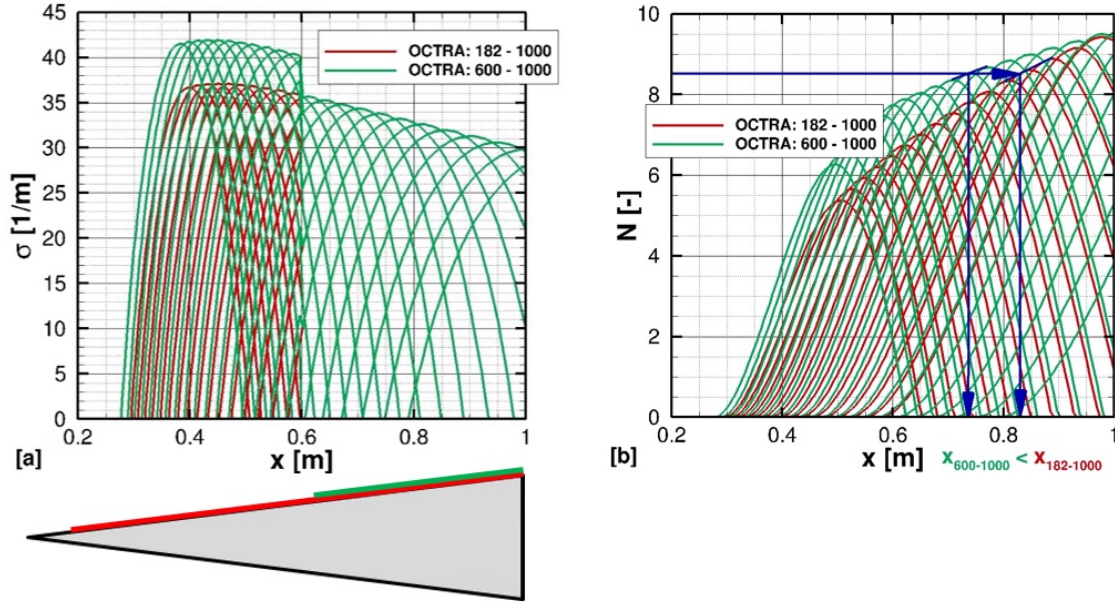 45
40
35
30
25
20
15
10
5
0
σ [1/m]
OCTRA: 182 - 1000
OCTRA: 600 - 1000
0.2 0.4 0.6 0.8 1
[a] x [m]
10
8
6
4
2
0
N [-]
OCTRA: 182 - 1000
OCTRA: 600 - 1000
0.2 0.4 0.6 0.8 1
[b] x [m] x600-1000 < x182-1000